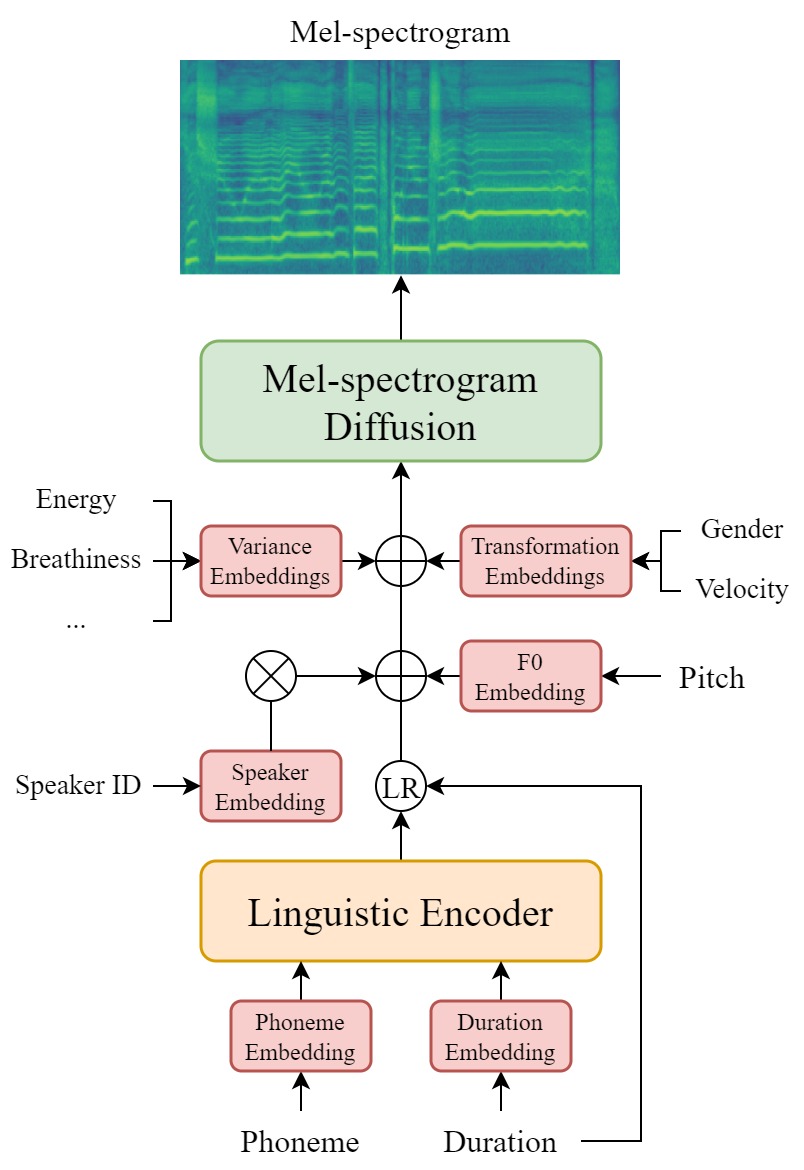 Mel-spectrogram
Mel-spectrogram
Diffusion
Energy
Breathiness
...
Variance
Embeddings
Transformation
Embeddings
Gender
Velocity
F0
Embedding
Pitch
Speaker ID
Speaker
Embedding
LR
Linguistic Encoder
Phoneme
Embedding
Duration
Embedding
Phoneme
Duration